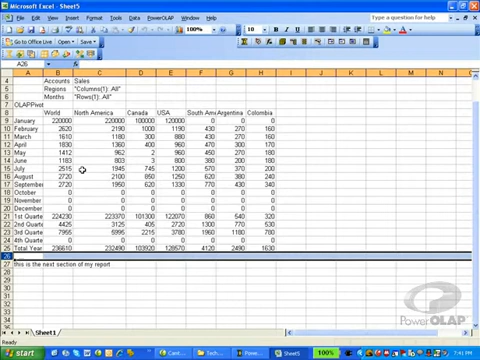 Microsoft Excel - Sheet5
File Edit View Insert Format Tools Data PowerOLAP Window Help
100%
10
Go to Office Live Open Save
A26
A B C D E F G H I J K L M N
4 Accounts Sales
5 Regions "Columns(1):.All"
6 Months "Rows(1):.All"
7 OLAPPivot
8 World North America Canada USA South Ame Argentina Colombia
9 January 220000 220000 100000 120000 0 0 0
10 February 2620 2190 1000 1190 430 270 160
11 March 1610 1180 300 880 430 270 160
12 April 1830 1360 400 960 470 300 170
13 May 1412 962 2 960 450 270 180
14 June 1183 803 3 800 380 200 180
15 July 2515 1945 745 1200 570 370 200
16 August 2720 2100 850 1250 620 380 240
17 September 2720 1950 620 1330 770 430 340
18 October 0 0 0 0 0 0 0
19 November 0 0 0 0 0 0 0
20 December 0 0 0 0 0 0 0
21 1st Quarte 224230 223370 101300 122070 860 540 320
22 2nd Quarte 4425 3125 405 2720 1300 770 530
23 3rd Quarte 7955 5995 2215 3780 1960 1180 780
24 4th Quarte 0 0 0 0 0 0 0
25 Total Year 236610 232490 103920 128570 4120 2490 1630
26
27 this is the next section of my report
PowerOLAP
Sheet1
Ready
start Sheet5 100% 7:41 PM